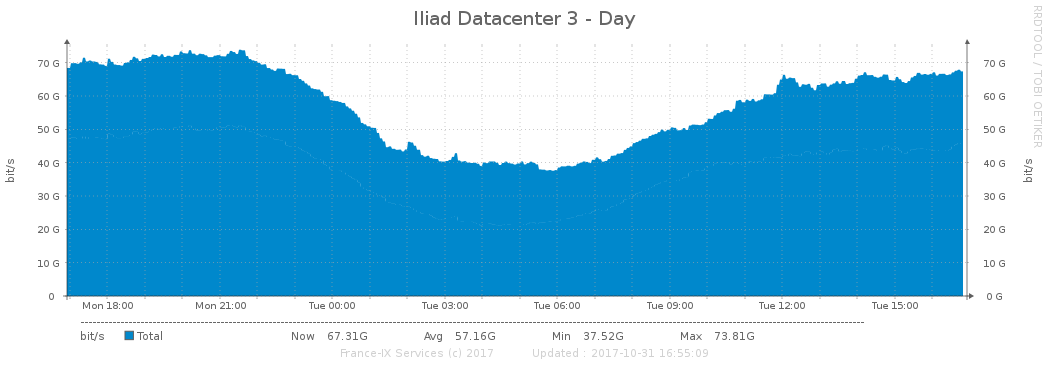 Iliad Datacenter 3 - Day
RRDTOOL / TOBI OETIKER
70 G 70 G
60 G 60 G
50 G 50 G
40 G 40 G
30 G 30 G
20 G 20 G
10 G 10 G
0 0 G
bit/s bit/s
Mon 18:00 Mon 21:00 Tue 00:00 Tue 03:00 Tue 06:00 Tue 09:00 Tue 12:00 Tue 15:00
bit/s Total Now 67.31G Avg 57.16G Min 37.52G Max 73.81G
France-IX Services (c) 2017 Updated : 2017-10-31 16:55:09